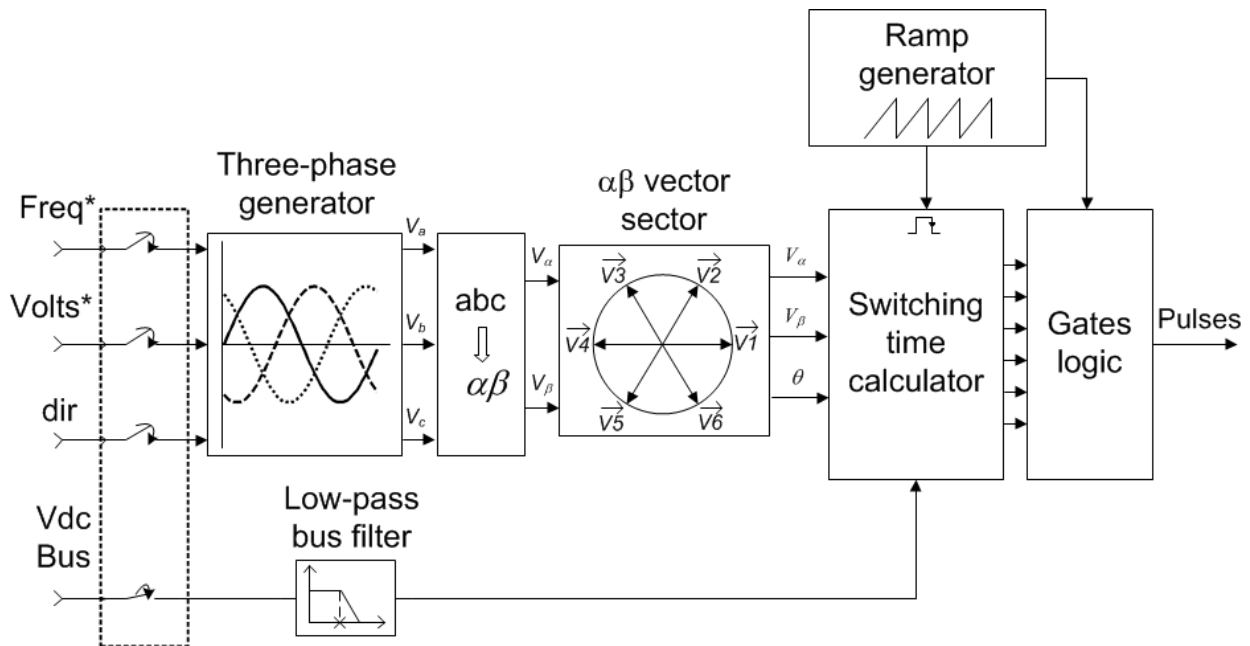 Ramp
generator
Three-phase
generator
αβ vector
sector
Freq*
Volts*
dir
Vdc
Bus
Va
Vb
Vc
abc
αβ
Vα
Vβ
V3
V2
V4
V1
V5
V6
Vα
Vβ
θ
Switching
time
calculator
Gates
logic
Pulses
Low-pass
bus filter